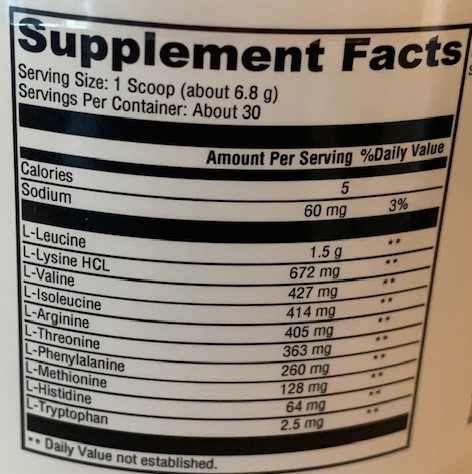 Supplement Facts
Serving Size: 1 Scoop (about 6.8 g)
Servings Per Container: About 30
Amount Per Serving %Daily Value
Calories 5
Sodium 60 mg 3%
L-Leucine 1.5 g **
L-Lysine HCL 672 mg **
L-Valine 427 mg **
L-Isoleucine 414 mg **
L-Arginine 405 mg **
L-Threonine 363 mg **
L-Phenylalanine 260 mg **
L-Methionine 128 mg **
L-Histidine 64 mg **
L-Tryptophan 2.5 mg **
** Daily Value not established.